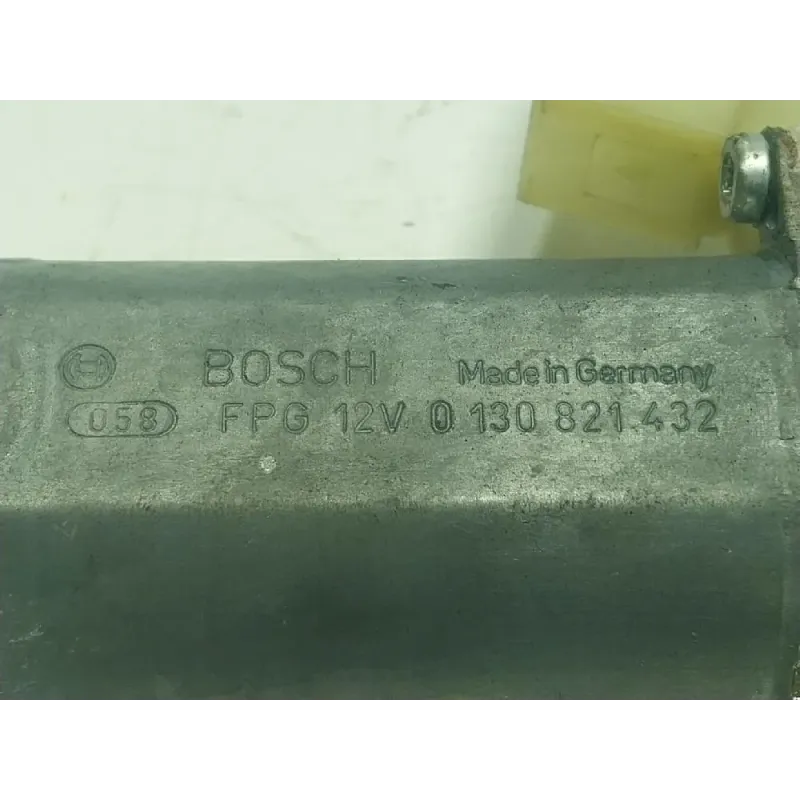 BOSCH Made in Germany
058 FPG 12V 0 130 821 432